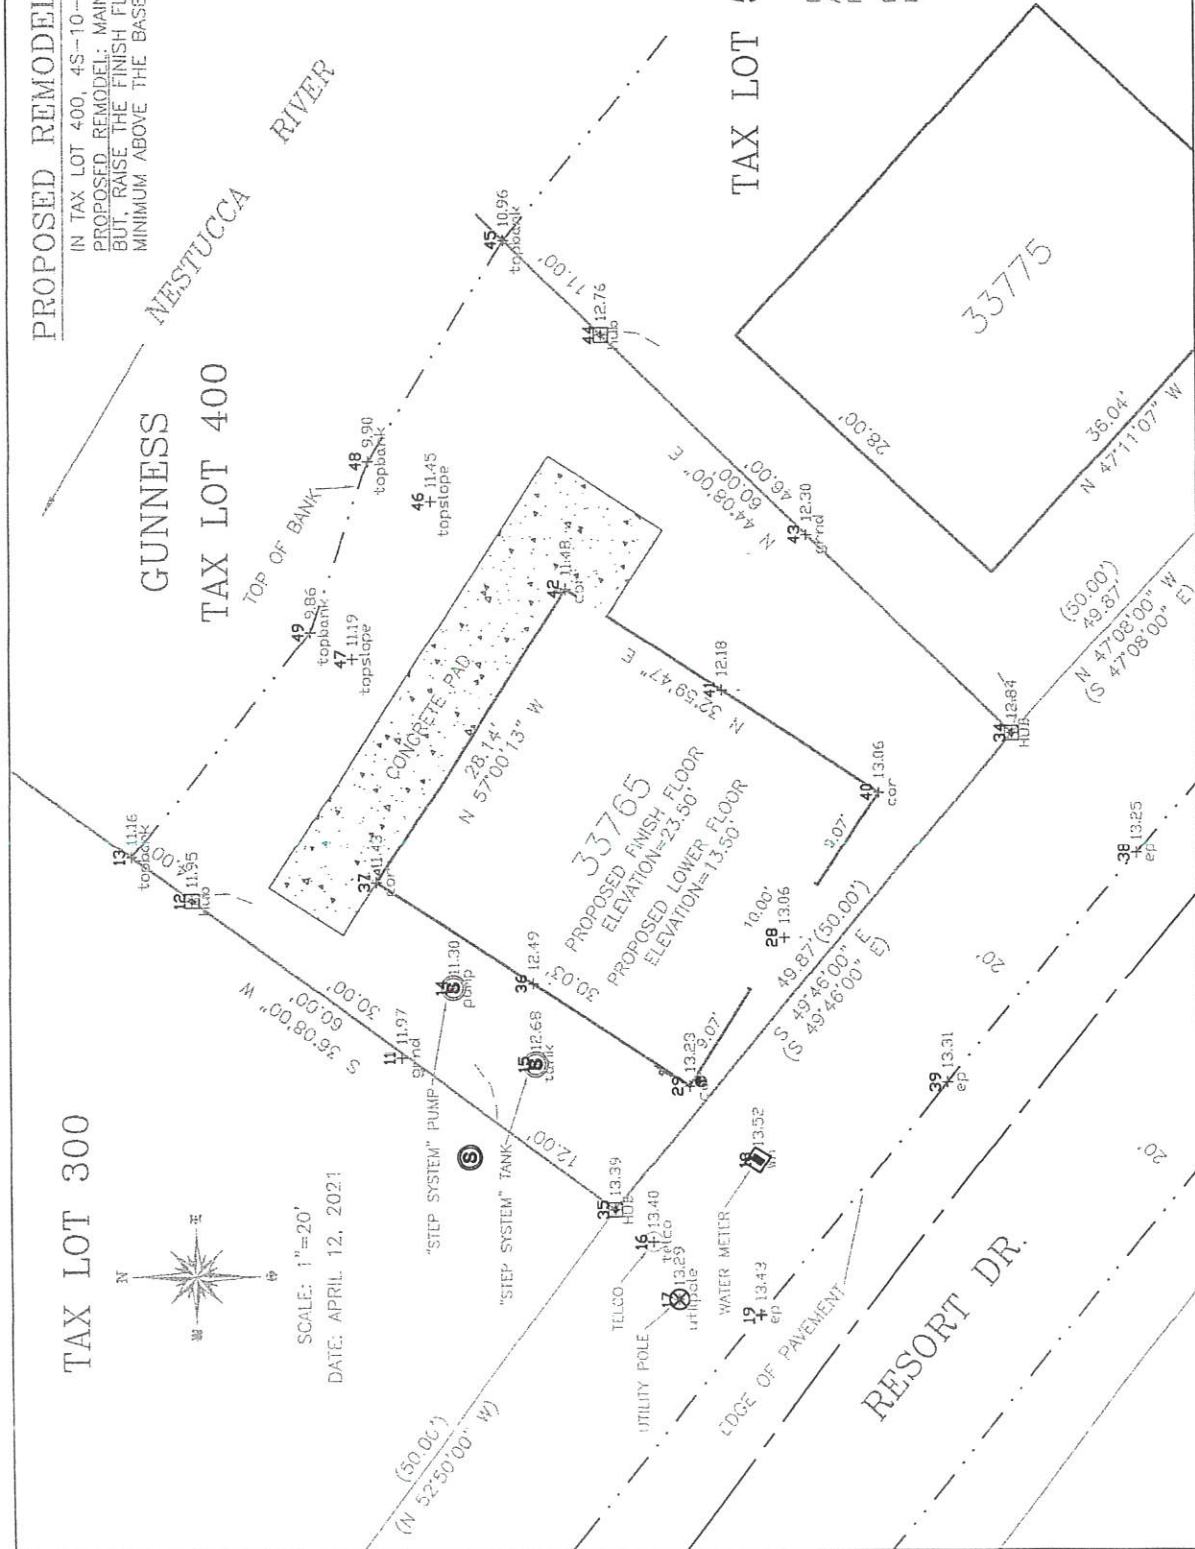 PROPOSED REMODEL
IN TAX LOT 400, 4S-10-
PROPOSED REMODEL: MAIN
BUT, RAISE THE FINISH FL
MINIMUM ABOVE THE BASE
TAX LOT 300
N
E
W
SCALE: 1"=20'
DATE: APRIL 12, 2021
GUNNESS
TAX LOT 400
NESTUCCA RIVER
TAX LOT 5
TOP OF BANK
13 11.16
topbank
12 11.95
hub
11 11.97
grnd
S 36°08'00" W
60.00'
30.00'
12.00'
49 9.86
topbank
47 11.19
topslope
48 9.90
topbank
46 11.45
topslope
45 10.96
topbank
11.00'
44 12.76
hub
N 44°08'00" E
60.00'
46.00'
43 12.30
grnd
CONCRETE PAD
37 11.43
cor
28.14'
N 57°00'13" W
42 11.48
cor
N 32°59'47" E
41 12.18
40 13.06
cor
33765
PROPOSED FINISH FLOOR
ELEVATION=23.50'
PROPOSED LOWER FLOOR
ELEVATION=13.50'
30.03'
36 12.49
14 11.30
pump
15 12.68
tank
"STEP SYSTEM" PUMP
"STEP SYSTEM" TANK
S
29 13.23
9.07'
10.00'
28 13.06
9.07'
49.87'(50.00')
S 49°46'00" E
(S 49°46'00" E)
34 12.84
HUB
(50.00')
49.87'
N 47°08'00" W
(S 47°08'00" E)
33775
28.00'
36.04'
N 47°11'07" W
35 13.39
HUB
16 13.40
telco
TELCO
17 13.29
utilpole
UTILITY POLE
18 13.52
wm
WATER METER
19 13.43
ep
EDGE OF PAVEMENT
39 13.31
ep
38 13.25
ep
20'
20'
RESORT DR.
(50.00')
(N 52°50'00" W)